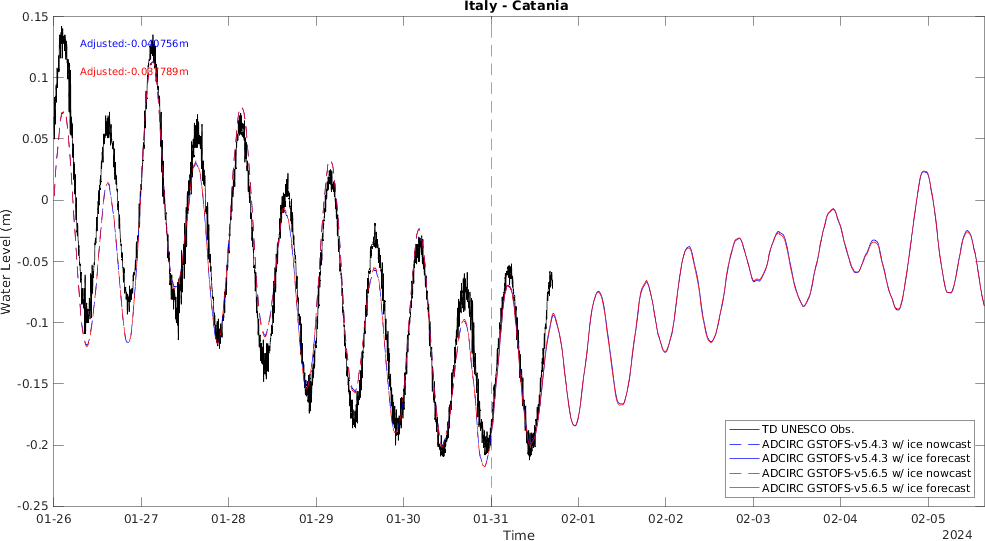 Italy - Catania
Adjusted:-0.040756m
Adjusted:-0.031789m
0.15
0.1
0.05
0
-0.05
-0.1
-0.15
-0.2
-0.25
Water Level (m)
01-26 01-27 01-28 01-29 01-30 01-31 02-01 02-02 02-03 02-04 02-05
Time
2024
TD UNESCO Obs.
ADCIRC GSTOFS-v5.4.3 w/ ice nowcast
ADCIRC GSTOFS-v5.4.3 w/ ice forecast
ADCIRC GSTOFS-v5.6.5 w/ ice nowcast
ADCIRC GSTOFS-v5.6.5 w/ ice forecast